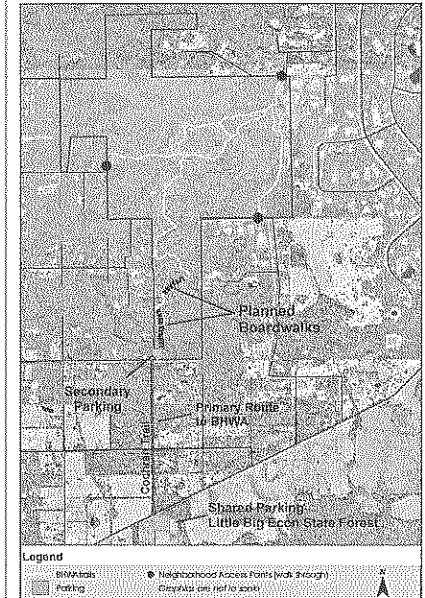 Planned
Boardwalks
Secondary
Parking
Primary Route
to BHWA
Cochran Trail
Shared Parking
Little Big Econ State Forest
Legend
BHWA trails
Neighborhood Access Points (walk through)
Parking
Graphics are not to scale
N